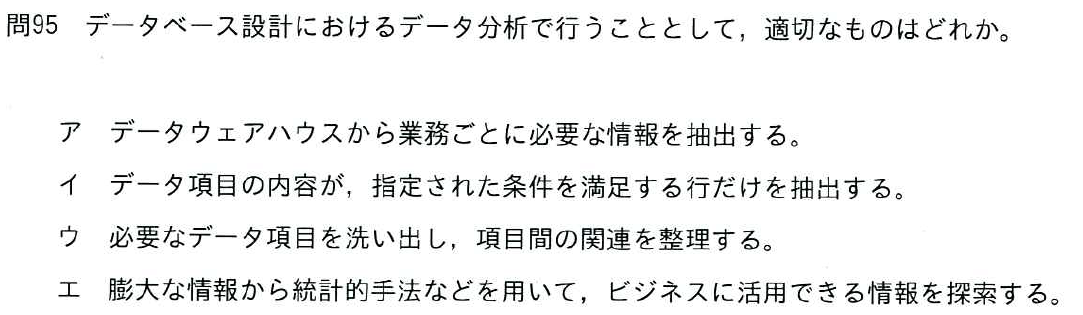 問95 データベース設計におけるデータ分析で行うこととして，適切なものはどれか。
ア データウェアハウスから業務ごとに必要な情報を抽出する。
イ データ項目の内容が，指定された条件を満足する行だけを抽出する。
ウ 必要なデータ項目を洗い出し，項目間の関連を整理する。
エ 膨大な情報から統計的手法などを用いて，ビジネスに活用できる情報を探索する。